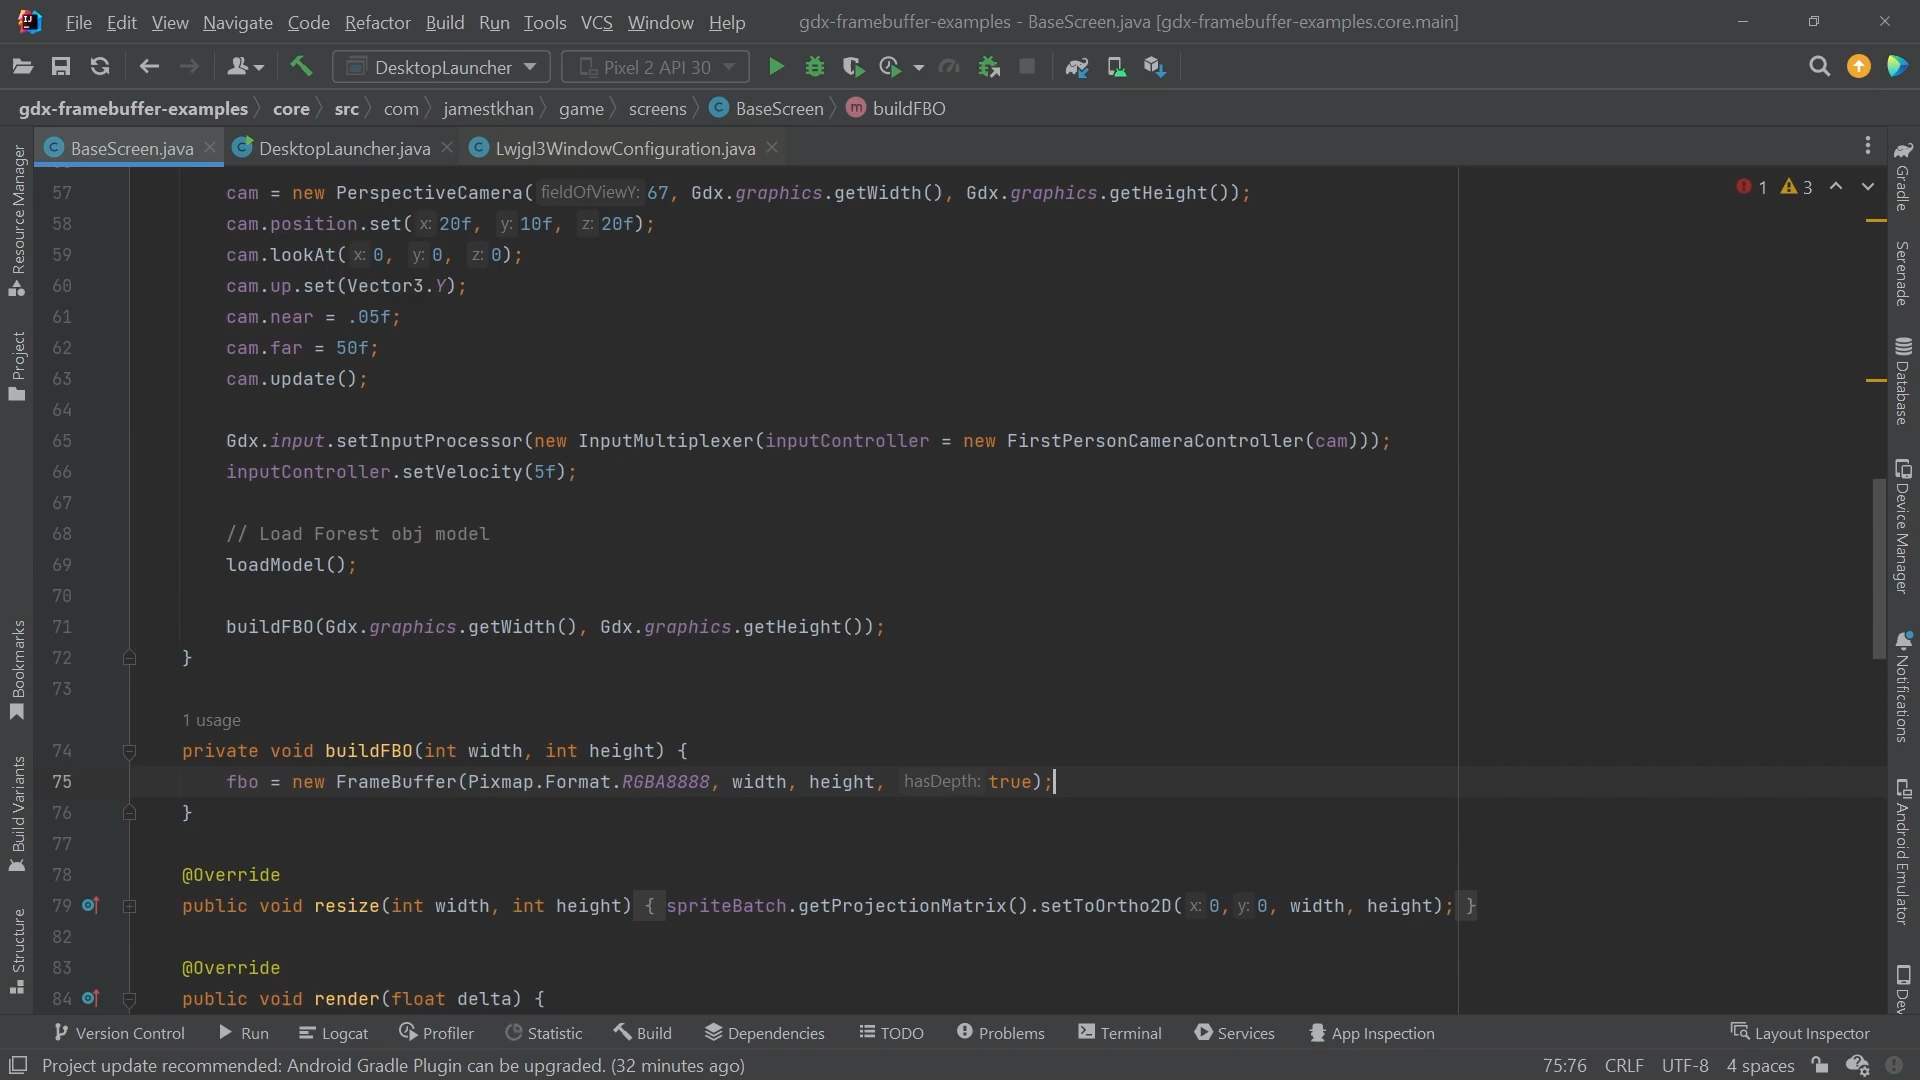 File Edit View Navigate Code Refactor Build Run Tools VCS Window Help gdx-framebuffer-examples - BaseScreen.java [gdx-framebuffer-examples.core.main]
DesktopLauncher Pixel 2 API 30
gdx-framebuffer-examples core src com jamestkhan game screens BaseScreen buildFBO
BaseScreen.java DesktopLauncher.java Lwjgl3WindowConfiguration.java
57 cam = new PerspectiveCamera( fieldOfViewY: 67, Gdx.graphics.getWidth(), Gdx.graphics.getHeight());
1 3
58 cam.position.set( x: 20f, y: 10f, z: 20f);
59 cam.lookAt( x: 0, y: 0, z: 0);
60 cam.up.set(Vector3.Y);
61 cam.near = .05f;
62 cam.far = 50f;
63 cam.update();
64
65 Gdx.input.setInputProcessor(new InputMultiplexer(inputController = new FirstPersonCameraController(cam)));
66 inputController.setVelocity(5f);
67
68 // Load Forest obj model
69 loadModel();
70
71 buildFBO(Gdx.graphics.getWidth(), Gdx.graphics.getHeight());
72 }
73
1 usage
74 private void buildFBO(int width, int height) {
75 fbo = new FrameBuffer(Pixmap.Format.RGBA8888, width, height, hasDepth: true);
76 }
77
78 @Override
79 public void resize(int width, int height) { spriteBatch.getProjectionMatrix().setToOrtho2D( x: 0, y: 0, width, height); }
82
83 @Override
84 public void render(float delta) {
Resource Manager
Project
Bookmarks
Build Variants
Structure
Gradle
Serenade
Database
Device Manager
Notifications
Android Emulator
Dev
Version Control Run Logcat Profiler Statistic Build Dependencies TODO Problems Terminal Services App Inspection Layout Inspector
Project update recommended: Android Gradle Plugin can be upgraded. (32 minutes ago) 75:76 CRLF UTF-8 4 spaces